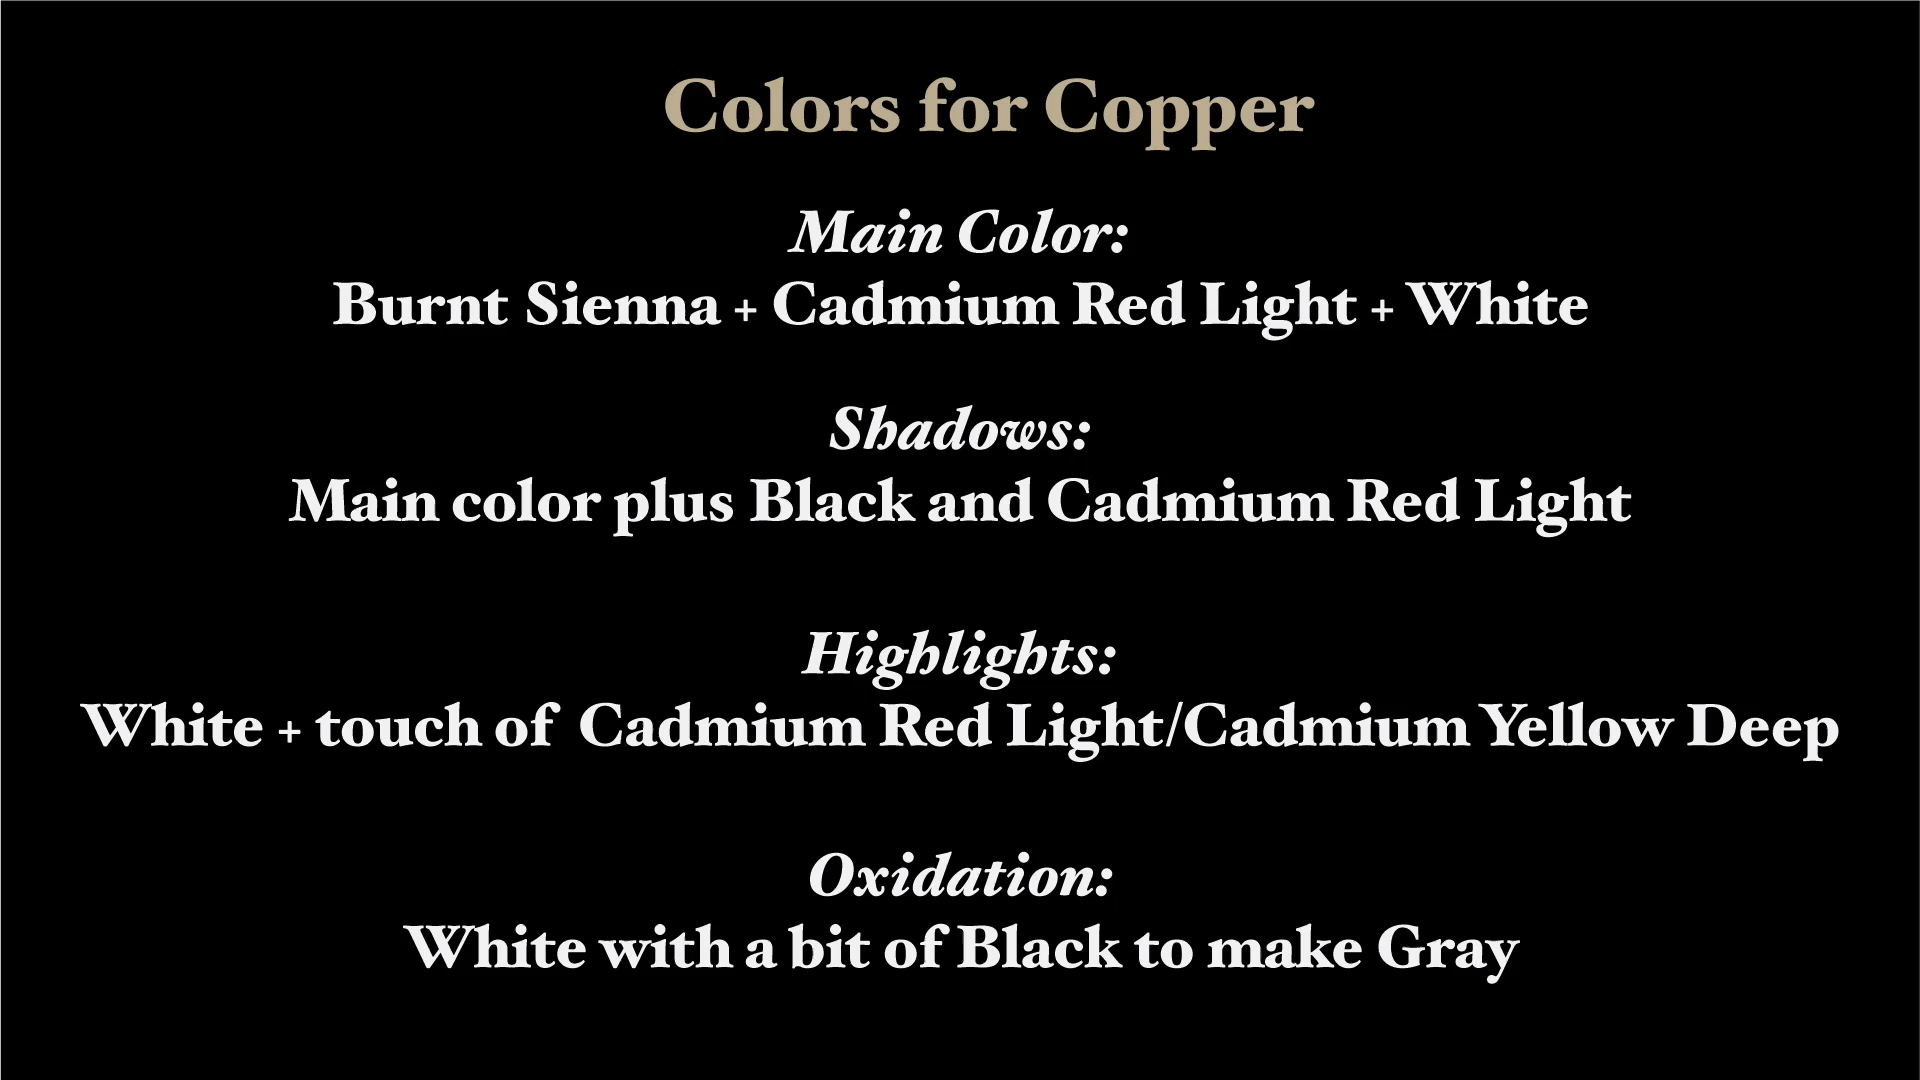 Colors for Copper
Main Color:
Burnt Sienna + Cadmium Red Light + White
Shadows:
Main color plus Black and Cadmium Red Light
Highlights:
White + touch of Cadmium Red Light/Cadmium Yellow Deep
Oxidation:
White with a bit of Black to make Gray